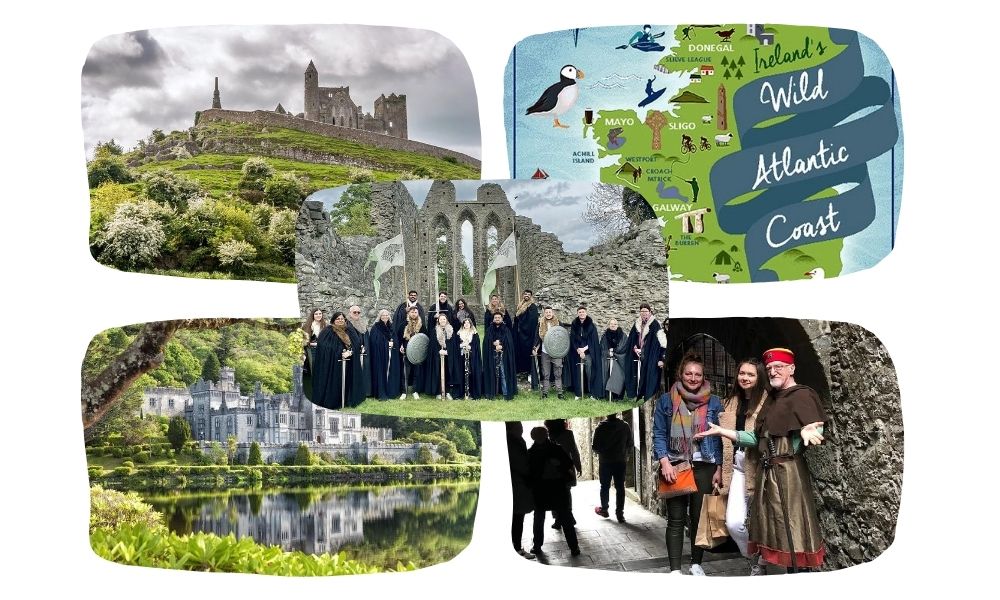 DONEGAL
SLIEVE LEAGUE
Ireland's
Wild
MAYO
SLIGO
ACHILL
ISLAND
WESTPORT
CROAGH
PATRICK
Atlantic
GALWAY
Coast
THE
BURREN